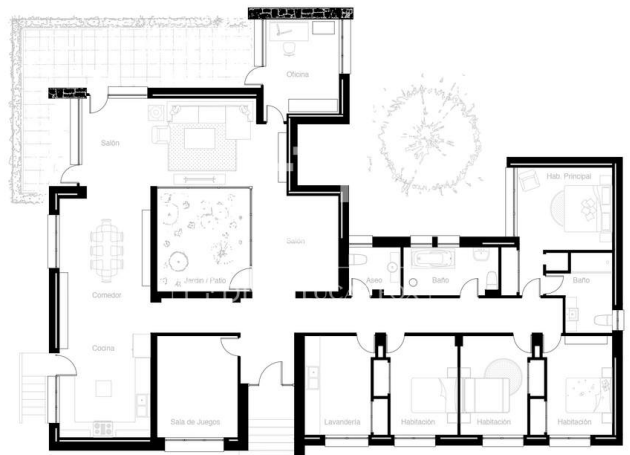 Oficina
Salón
Hab. Principal
Salón
Jardín / Patio
Aseo
Baño
Baño
Comedor
Cocina
Sala de Juegos
Lavandería
Habitación
Habitación
Habitación